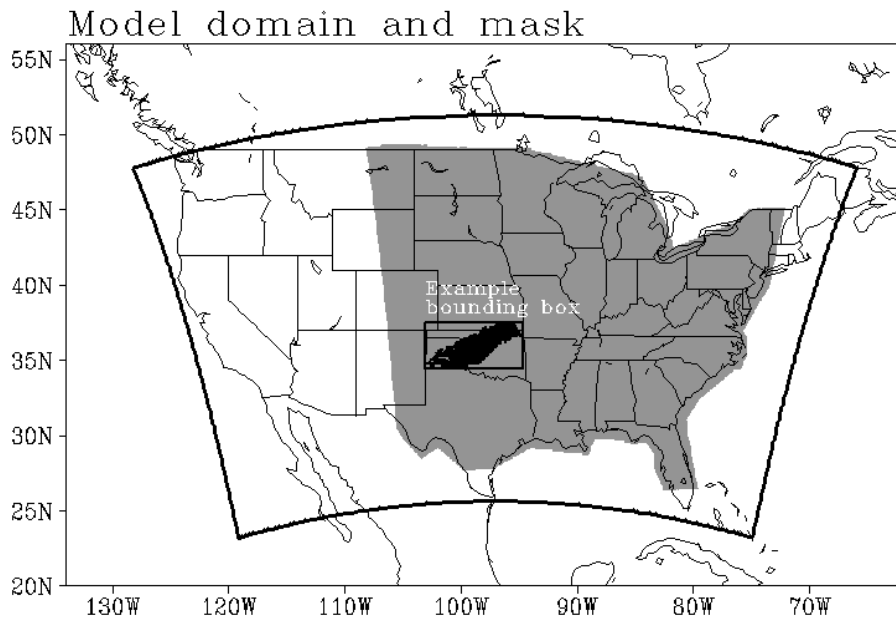 Model domain and mask
55N
50N
45N
40N
35N
30N
25N
20N
Example
bounding box
130W 120W 110W 100W 90W 80W 70W